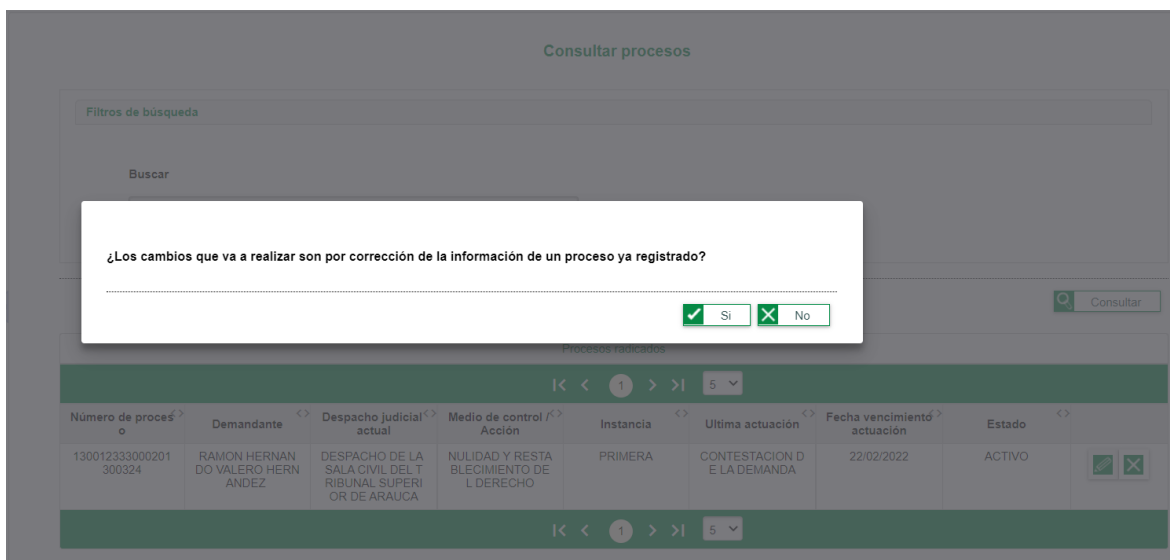 Consultar procesos
Filtros de búsqueda
Buscar
¿Los cambios que va a realizar son por corrección de la información de un proceso ya registrado?
Si No
Consultar
Procesos radicados
1 5
Número de proces
o
Demandante
Despacho judicial
actual
Medio de control /
Acción
Instancia
Ultima actuación
Fecha vencimiento
actuación
Estado
130012333000201
300324
RAMON HERNAN
DO VALERO HERN
ANDEZ
DESPACHO DE LA
SALA CIVIL DEL T
RIBUNAL SUPERI
OR DE ARAUCA
NULIDAD Y RESTA
BLECIMIENTO DE
L DERECHO
PRIMERA
CONTESTACION D
E LA DEMANDA
22/02/2022
ACTIVO
1 5